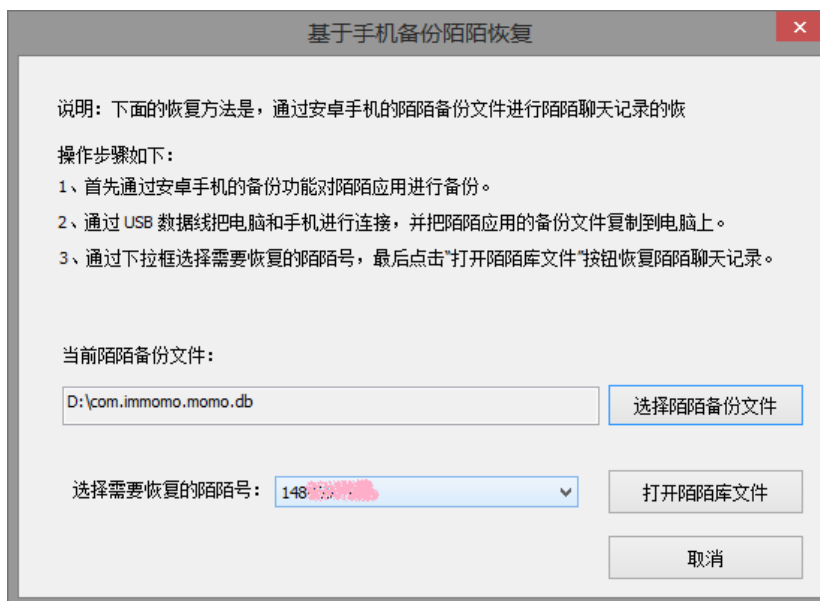 基于手机备份陌陌恢复
说明：下面的恢复方法是，通过安卓手机的陌陌备份文件进行陌陌聊天记录的恢
操作步骤如下：
1、首先通过安卓手机的备份功能对陌陌应用进行备份。
2、通过 USB 数据线把电脑和手机进行连接，并把陌陌应用的备份文件复制到电脑上。
3、通过下拉框选择需要恢复的陌陌号，最后点击"打开陌陌库文件"按钮恢复陌陌聊天记录。
当前陌陌备份文件：
D:\com.immomo.momo.db
选择陌陌备份文件
选择需要恢复的陌陌号：
148
打开陌陌库文件
取消